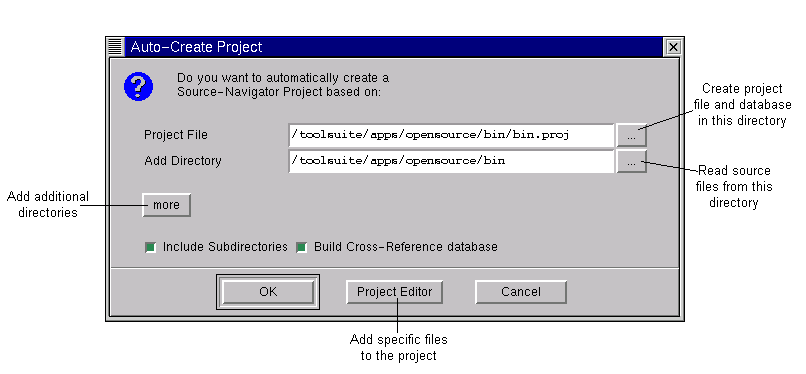 Auto-Create Project
Do you want to automatically create a
Source-Navigator Project based on:
Project File
/toolsuite/apps/opensource/bin/bin.proj
...
Add Directory
/toolsuite/apps/opensource/bin
...
more
Include Subdirectories
Build Cross-Reference database
OK
Project Editor
Cancel
Create project
file and database
in this directory
Read source
files from this
directory
Add additional
directories
Add specific files
to the project